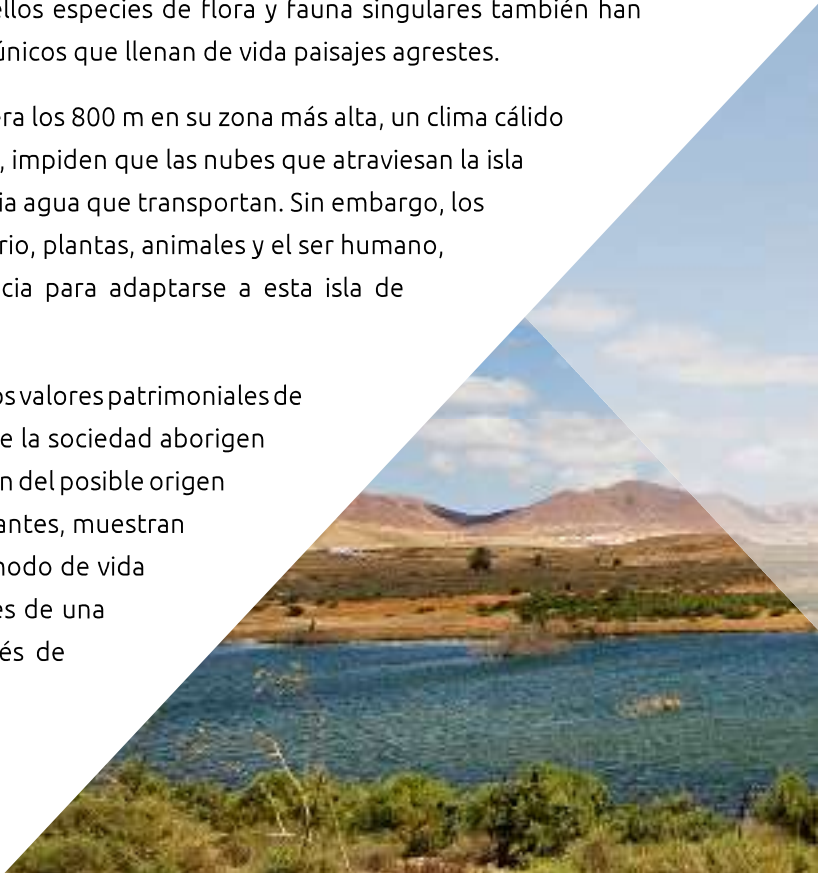 ellos especies de flora y fauna singulares también han
únicos que llenan de vida paisajes agrestes.
era los 800 m en su zona más alta, un clima cálido
, impiden que las nubes que atraviesan la isla
ia agua que transportan. Sin embargo, los
rio, plantas, animales y el ser humano,
cia para adaptarse a esta isla de
os valores patrimoniales de
e la sociedad aborigen
n del posible origen
antes, muestran
modo de vida
es de una
és de